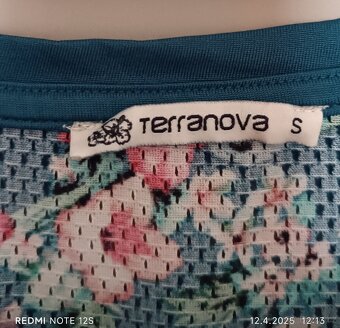 Terranova S
REDMI NOTE 12S 12.4.2025 12:13